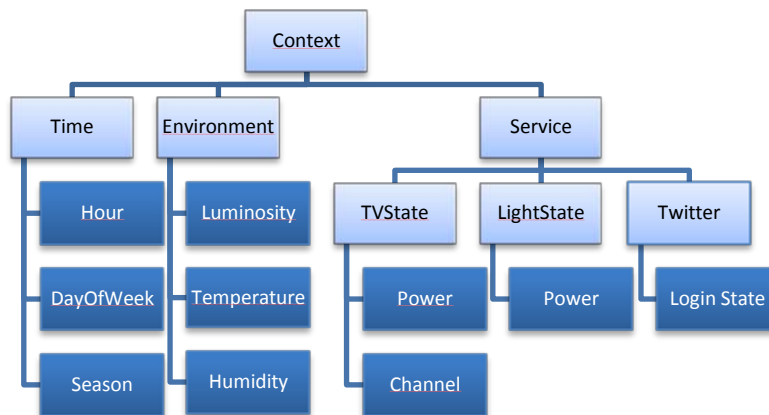 Context
Time
Environment
Service
Hour
Luminosity
TVState
LightState
Twitter
DayOfWeek
Temperature
Power
Power
Login State
Season
Humidity
Channel